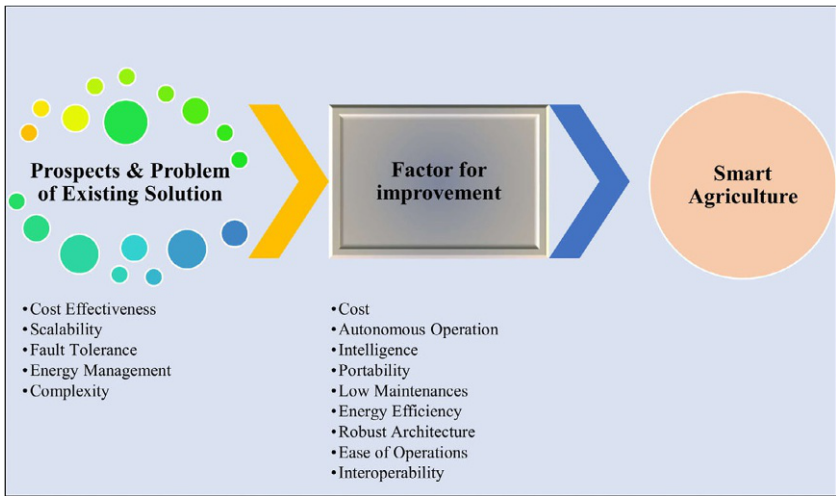 Prospects & Problem
of Existing Solution
• Cost Effectiveness
• Scalability
• Fault Tolerance
• Energy Management
• Complexity
Factor for
improvement
• Cost
• Autonomous Operation
• Intelligence
• Portability
• Low Maintenances
• Energy Efficiency
• Robust Architecture
• Ease of Operations
• Interoperability
Smart
Agriculture